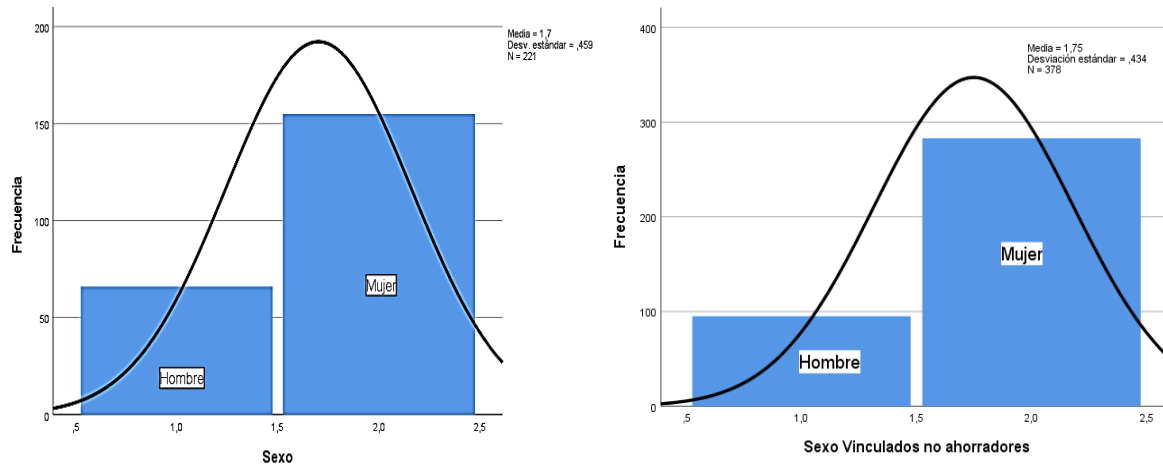 Media = 1,7
Desv. estándar = ,459
N = 221
200
150
100
50
0
Frecuencia
Hombre
Mujer
,5
1,0
1,5
2,0
2,5
Sexo
Media = 1,75
Desviación estándar = ,434
N = 378
400
300
200
100
0
Frecuencia
Hombre
Mujer
,5
1,0
1,5
2,0
2,5
Sexo Vinculados no ahorradores